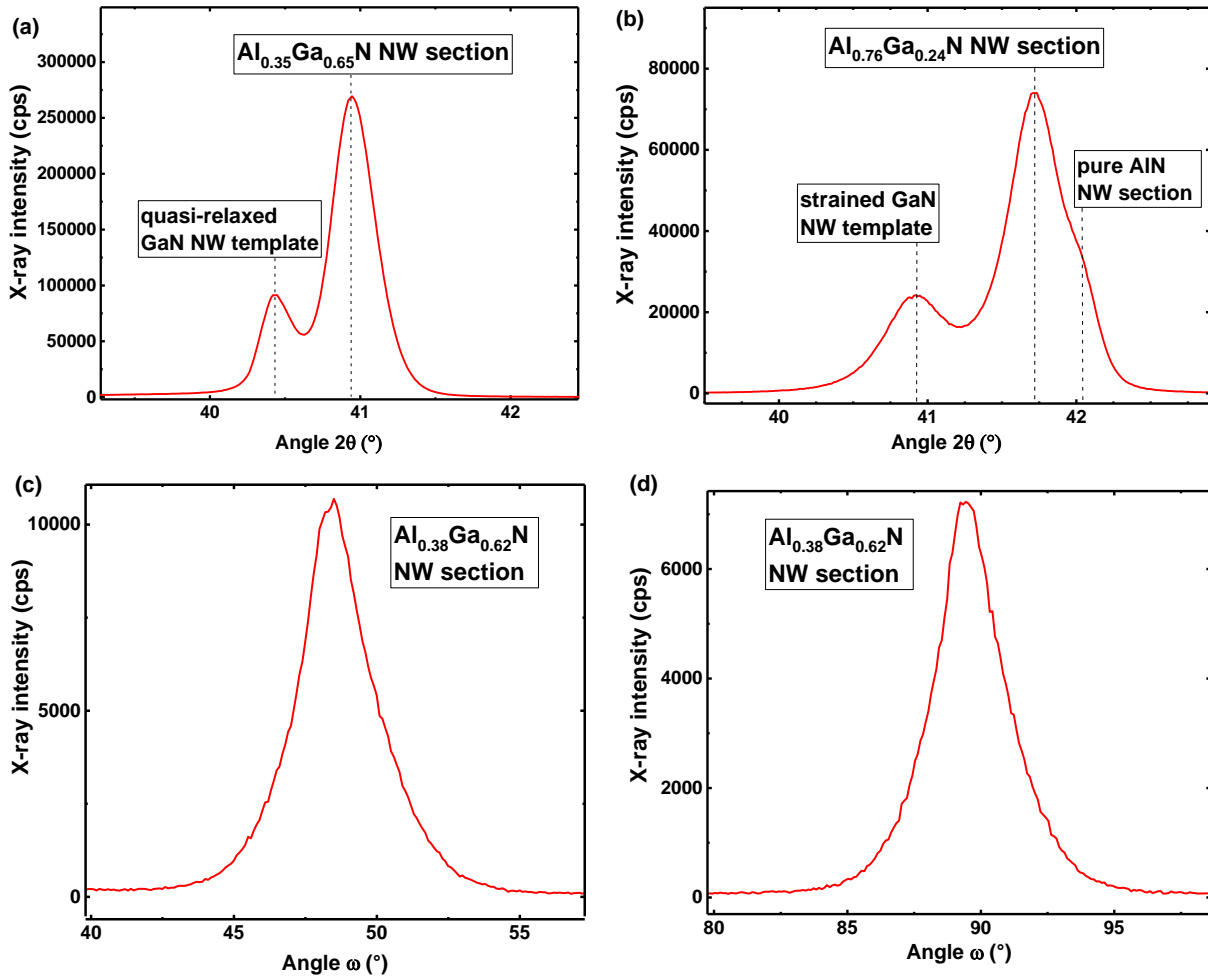 (a)
Al0.35Ga0.65N NW section
quasi-relaxed
GaN NW template
X-ray intensity (cps)
350000
300000
250000
200000
150000
100000
50000
0
40
41
42
Angle 2θ (°)
(b)
Al0.76Ga0.24N NW section
strained GaN
NW template
pure AlN
NW section
X-ray intensity (cps)
80000
60000
40000
20000
0
40
41
42
Angle 2θ (°)
(c)
Al0.38Ga0.62N
NW section
X-ray intensity (cps)
10000
5000
0
40
45
50
55
Angle ω (°)
(d)
Al0.38Ga0.62N
NW section
X-ray intensity (cps)
6000
4000
2000
0
80
85
90
95
Angle ω (°)